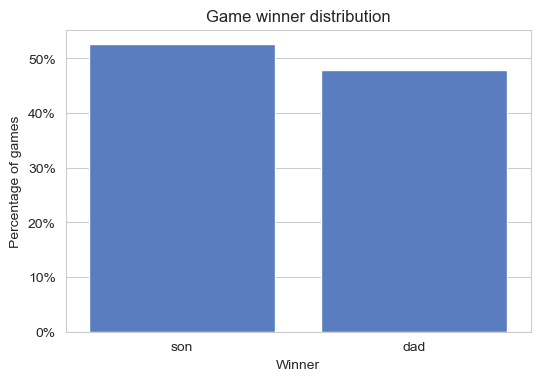 Game winner distribution
50%
40%
30%
20%
10%
0%
Percentage of games
son
dad
Winner